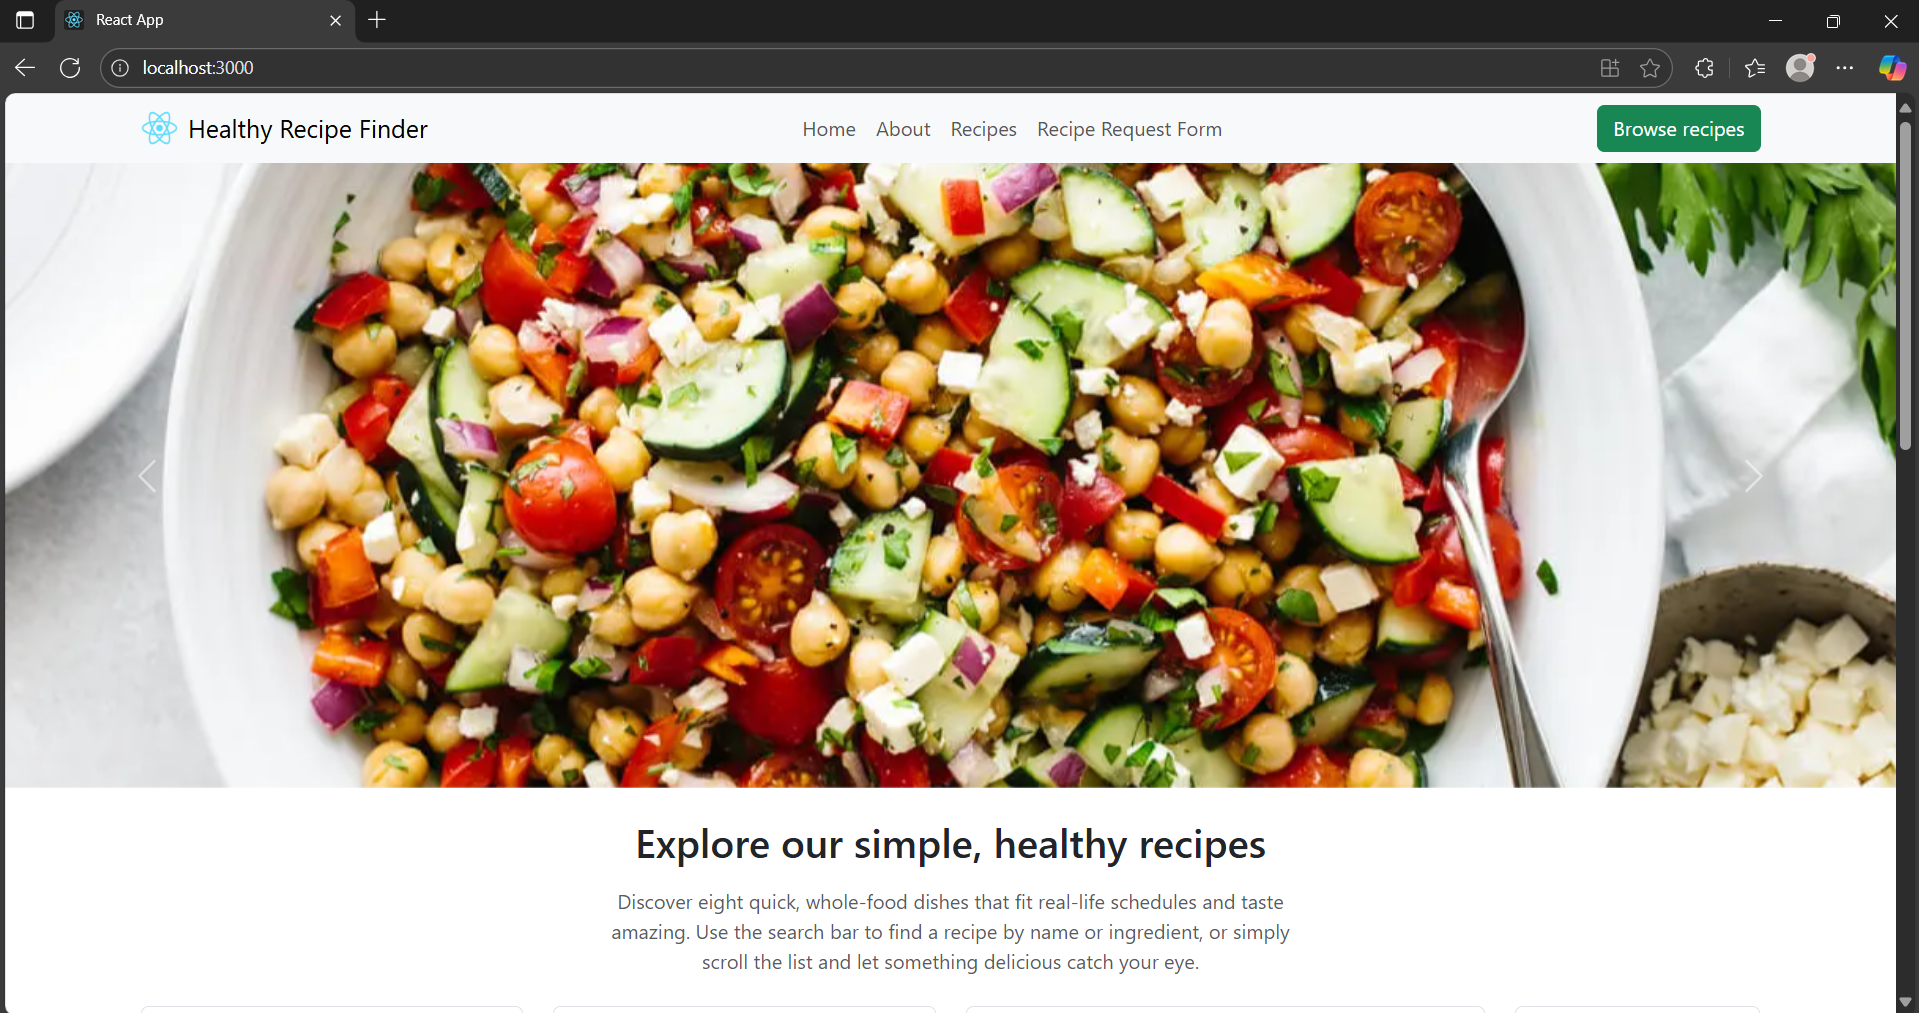 React App
localhost:3000
Healthy Recipe Finder
Home About Recipes Recipe Request Form
Browse recipes
Explore our simple, healthy recipes
Discover eight quick, whole-food dishes that fit real-life schedules and taste
amazing. Use the search bar to find a recipe by name or ingredient, or simply
scroll the list and let something delicious catch your eye.